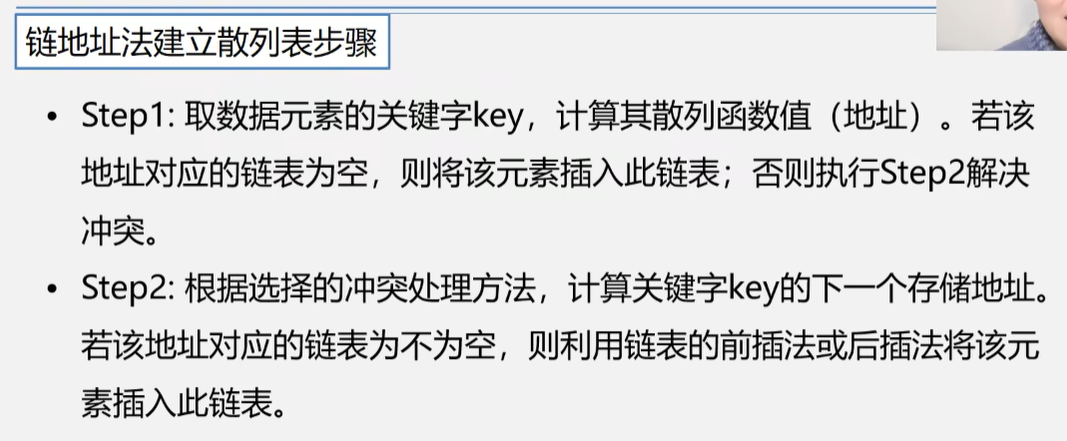 链地址法建立散列表步骤
• Step1: 取数据元素的关键字key，计算其散列函数值（地址）。若该
地址对应的链表为空，则将该元素插入此链表；否则执行Step2解决
冲突。
• Step2: 根据选择的冲突处理方法，计算关键字key的下一个存储地址。
若该地址对应的链表为不为空，则利用链表的前插法或后插法将该元
素插入此链表。